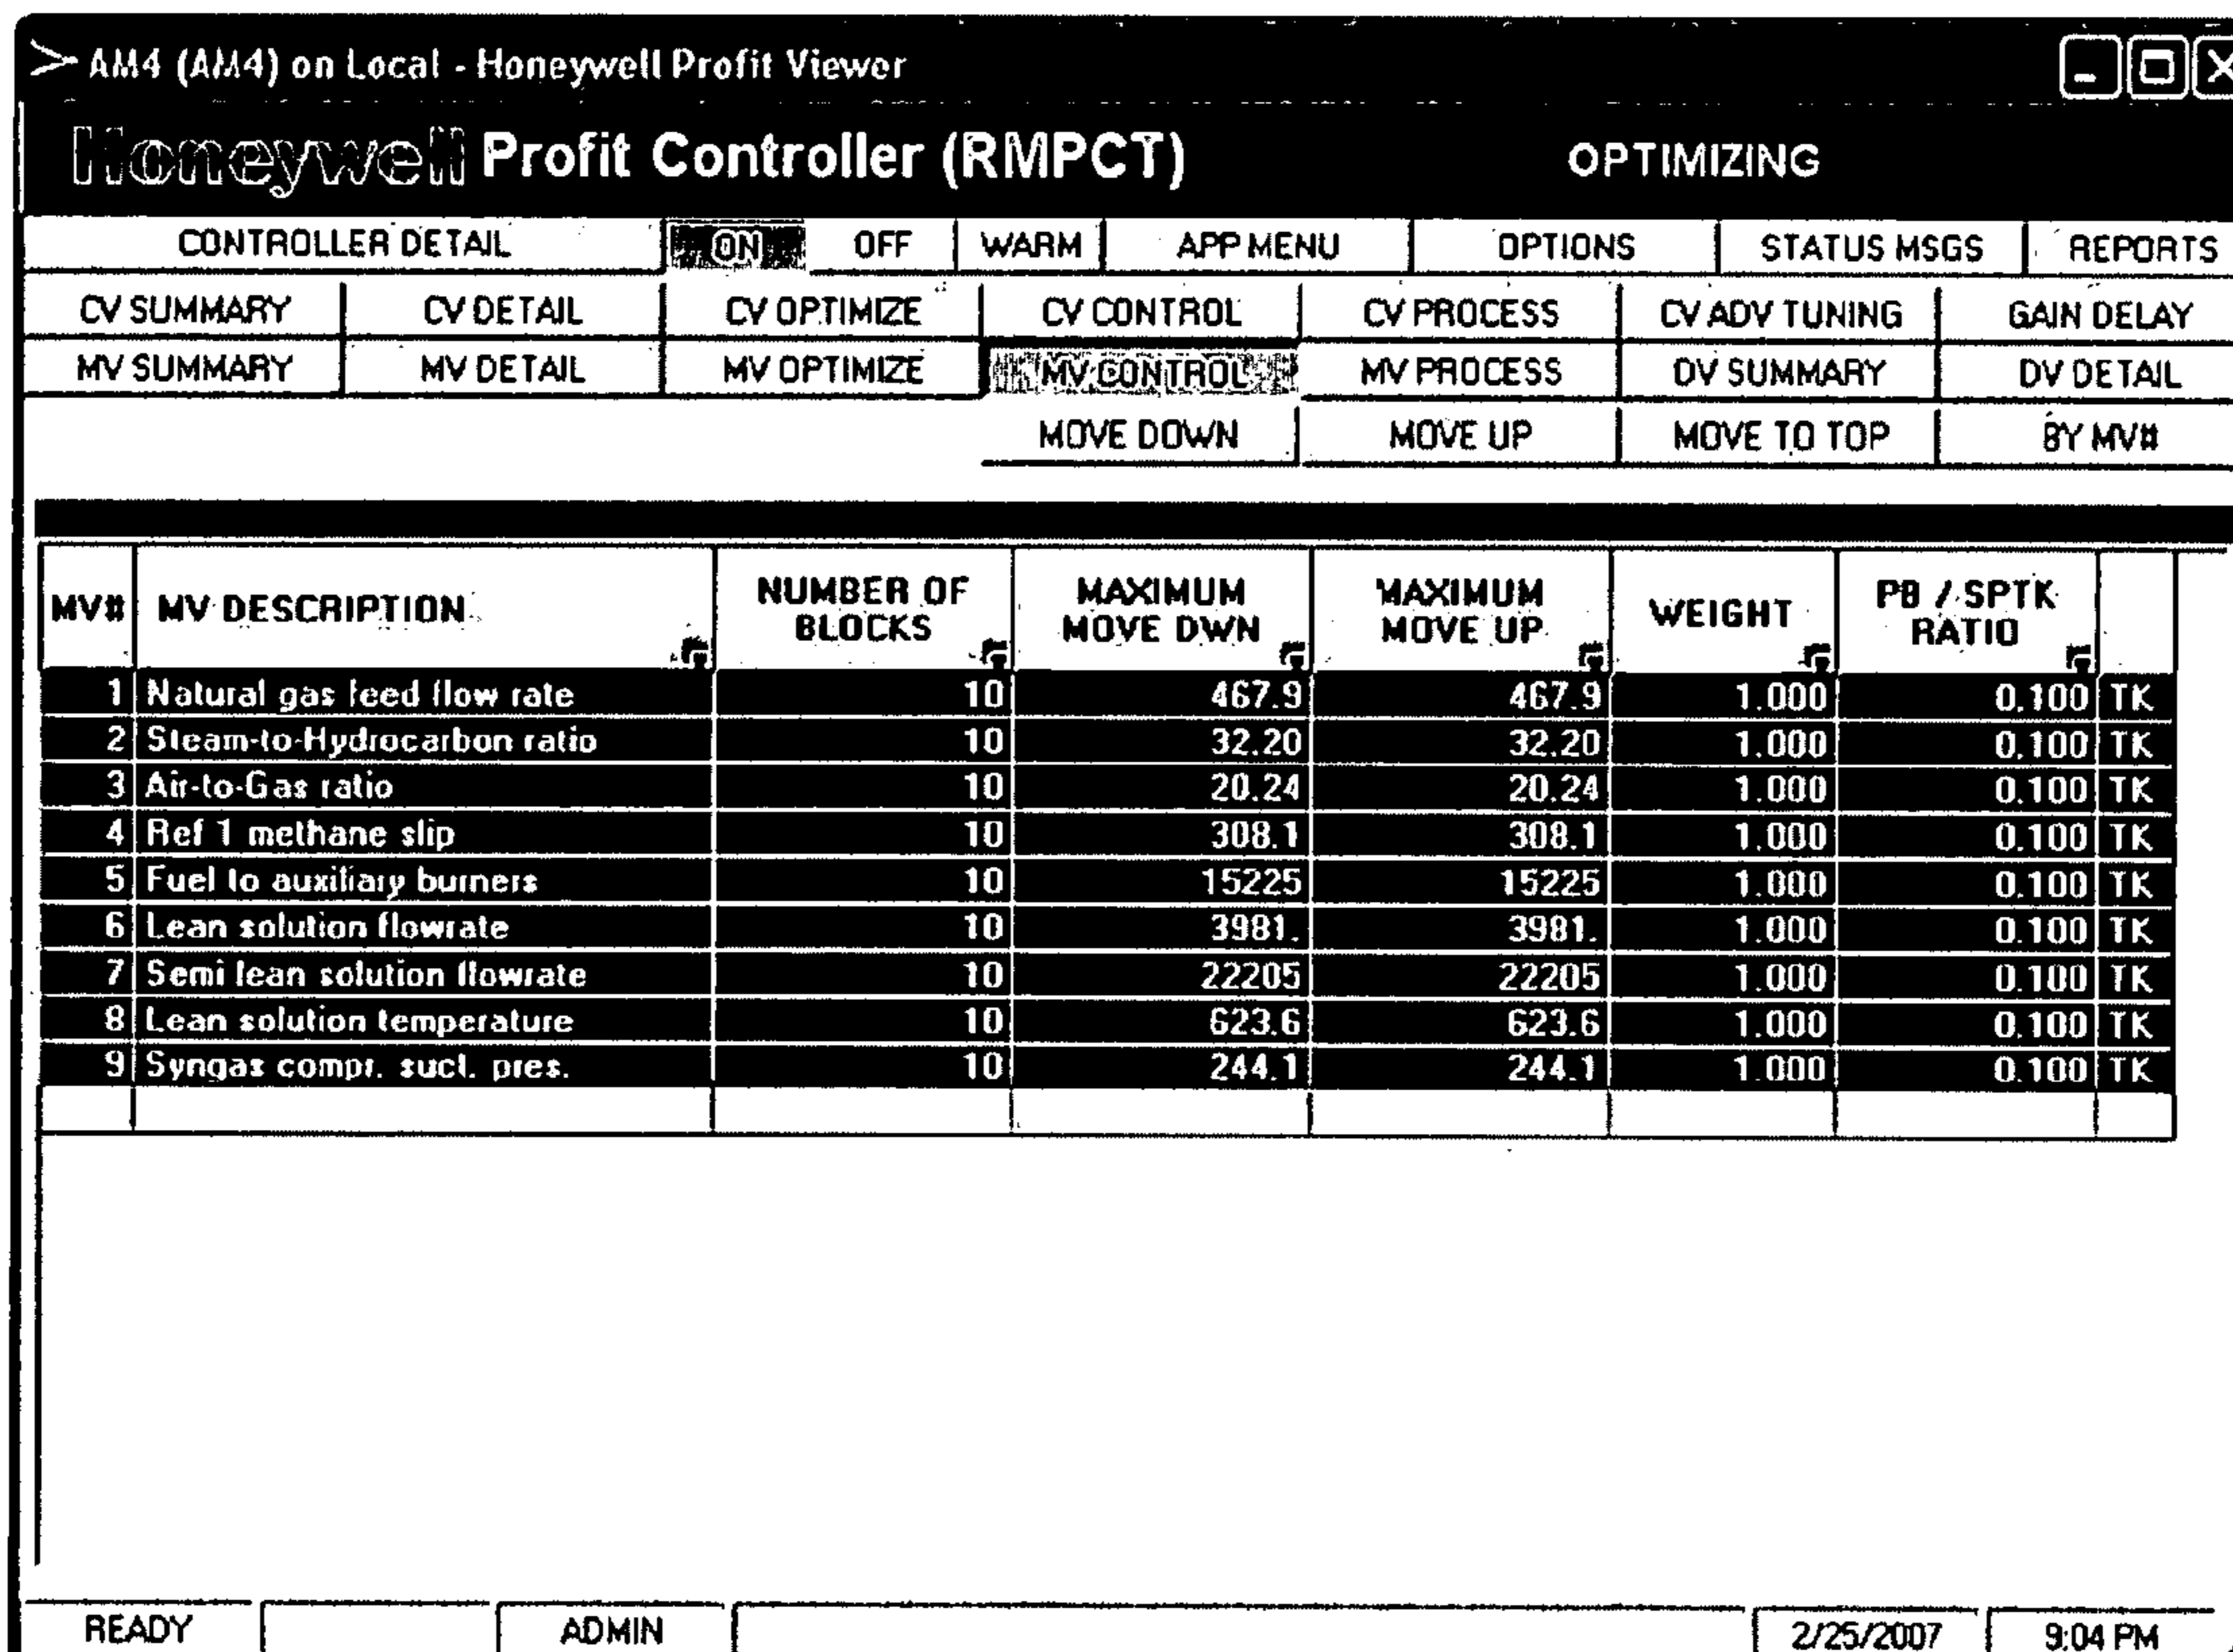 AM4 (AM4) on Local - Honeywell Profit Viewer
Honeywell Profit Controller (RMPCT) OPTIMIZING
CONTROLLER DETAIL ON OFF WARM APP MENU OPTIONS STATUS MSGS REPORTS
CV SUMMARY CV DETAIL CV OPTIMIZE CV CONTROL CV PROCESS CV ADV TUNING GAIN DELAY
MV SUMMARY MV DETAIL MV OPTIMIZE MV CONTROL MV PROCESS DV SUMMARY DV DETAIL
MOVE DOWN MOVE UP MOVE TO TOP BY MV#
MV# MV DESCRIPTION NUMBER OF BLOCKS MAXIMUM MOVE DWN MAXIMUM MOVE UP WEIGHT PB / SPTK RATIO
1 Natural gas feed flow rate 10 467.9 467.9 1.000 0.100 TK
2 Steam-to-Hydrocarbon ratio 10 32.20 32.20 1.000 0.100 TK
3 Air-to-Gas ratio 10 20.24 20.24 1.000 0.100 TK
4 Ref 1 methane slip 10 308.1 308.1 1.000 0.100 TK
5 Fuel to auxiliary burners 10 15225 15225 1.000 0.100 TK
6 Lean solution flowrate 10 3981. 3981. 1.000 0.100 TK
7 Semi lean solution flowrate 10 22205 22205 1.000 0.100 TK
8 Lean solution temperature 10 623.6 623.6 1.000 0.100 TK
9 Syngas compr. suct. pres. 10 244.1 244.1 1.000 0.100 TK
READY ADMIN 2/25/2007 9:04 PM